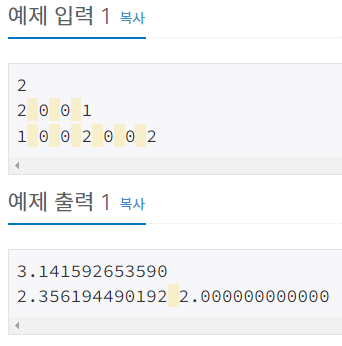 예제 입력 1 복사
2
2 0 0 1
1 0 0 2 0 0 2
예제 출력 1 복사
3.141592653590
2.356194490192 2.000000000000